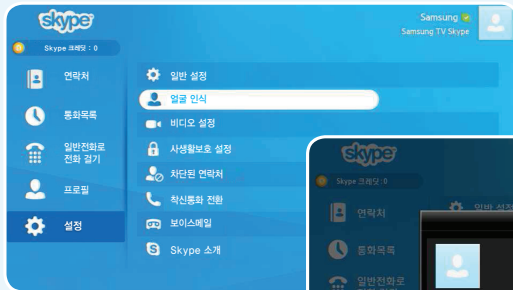 skype
Samsung
Samsung TV Skype
Skype 크레딧 : 0
연락처
통화목록
일반전화로
전화 걸기
프로필
설정
일반 설정
얼굴 인식
비디오 설정
사생활보호 설정
차단된 연락처
착신통화 전환
보이스메일
Skype 소개
skype
Skype 크레딧 : 0
연락처
통화목록
일반전화로
일반 설정